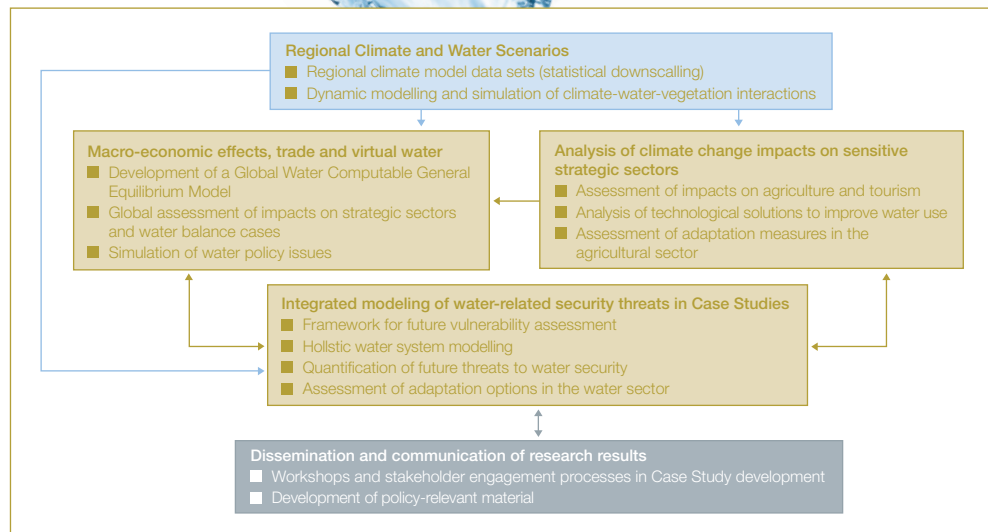 Regional Climate and Water Scenarios
Regional climate model data sets (statistical downscalling)
Dynamic modelling and simulation of climate-water-vegetation interactions
Macro-economic effects, trade and virtual water
Development of a Global Water Computable General
Equilibrium Model
Global assessment of impacts on strategic sectors
and water balance cases
Simulation of water policy issues
Analysis of climate change impacts on sensitive
strategic sectors
Assessment of impacts on agriculture and tourism
Analysis of technological solutions to improve water use
Assessment of adaptation measures in the
agricultural sector
Integrated modeling of water-related security threats in Case Studies
Framework for future vulnerability assessment
Hollstic water system modelling
Quantification of future threats to water security
Assessment of adaptation options in the water sector
Dissemination and communication of research results
Workshops and stakeholder engagement processes in Case Study development
Development of policy-relevant material